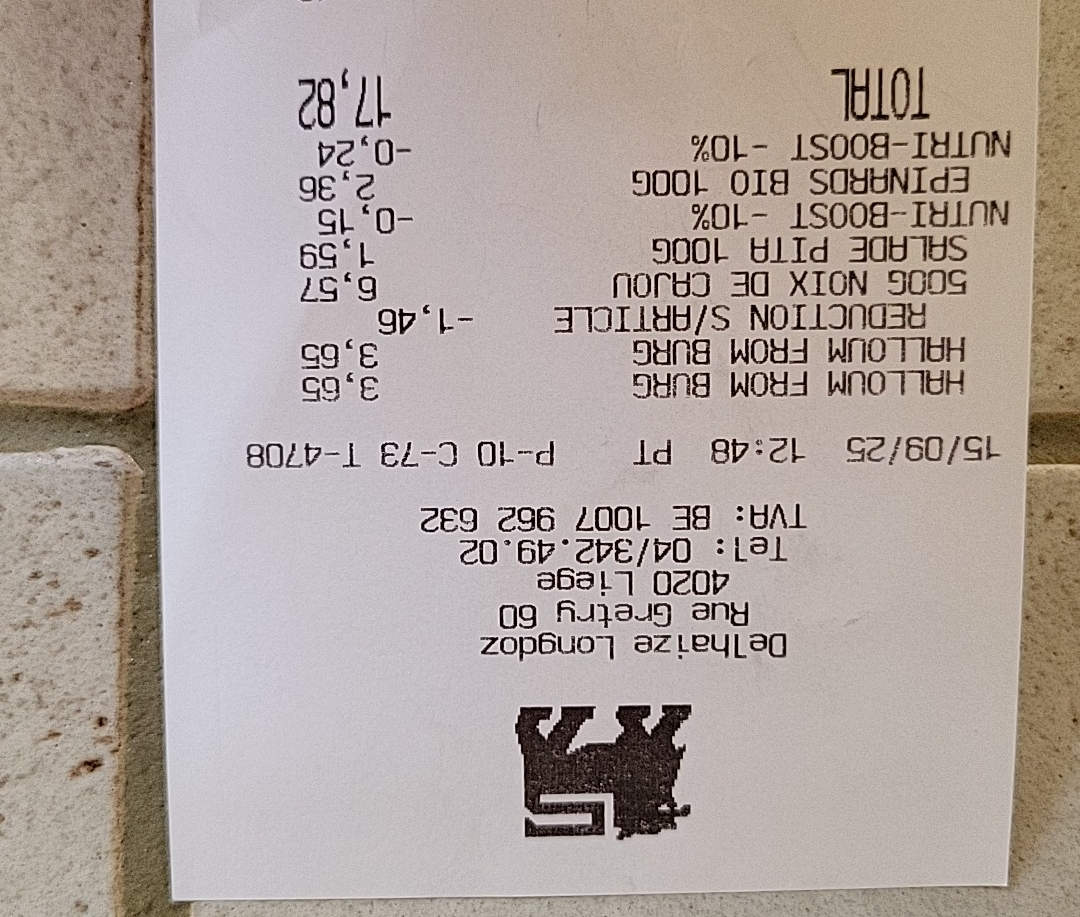 Delhaize Longdoz
Rue Gretry 60
4020 Liege
Tel: 04/342.49.02
TVA: BE 1007 962 632
15/09/25 12:48 PT P-10 C-73 T-4708
HALLOUM FROM BURG 3,65
HALLOUM FROM BURG 3,65
REDUCTION S/ARTICLE -1,46
500G NOIX DE CAJOU 6,57
SALADE PITA 100G 1,59
NUTRI-BOOST -10% -0,15
EPINARDS BIO 100G 2,36
NUTRI-BOOST -10% -0,24
TOTAL 17,82